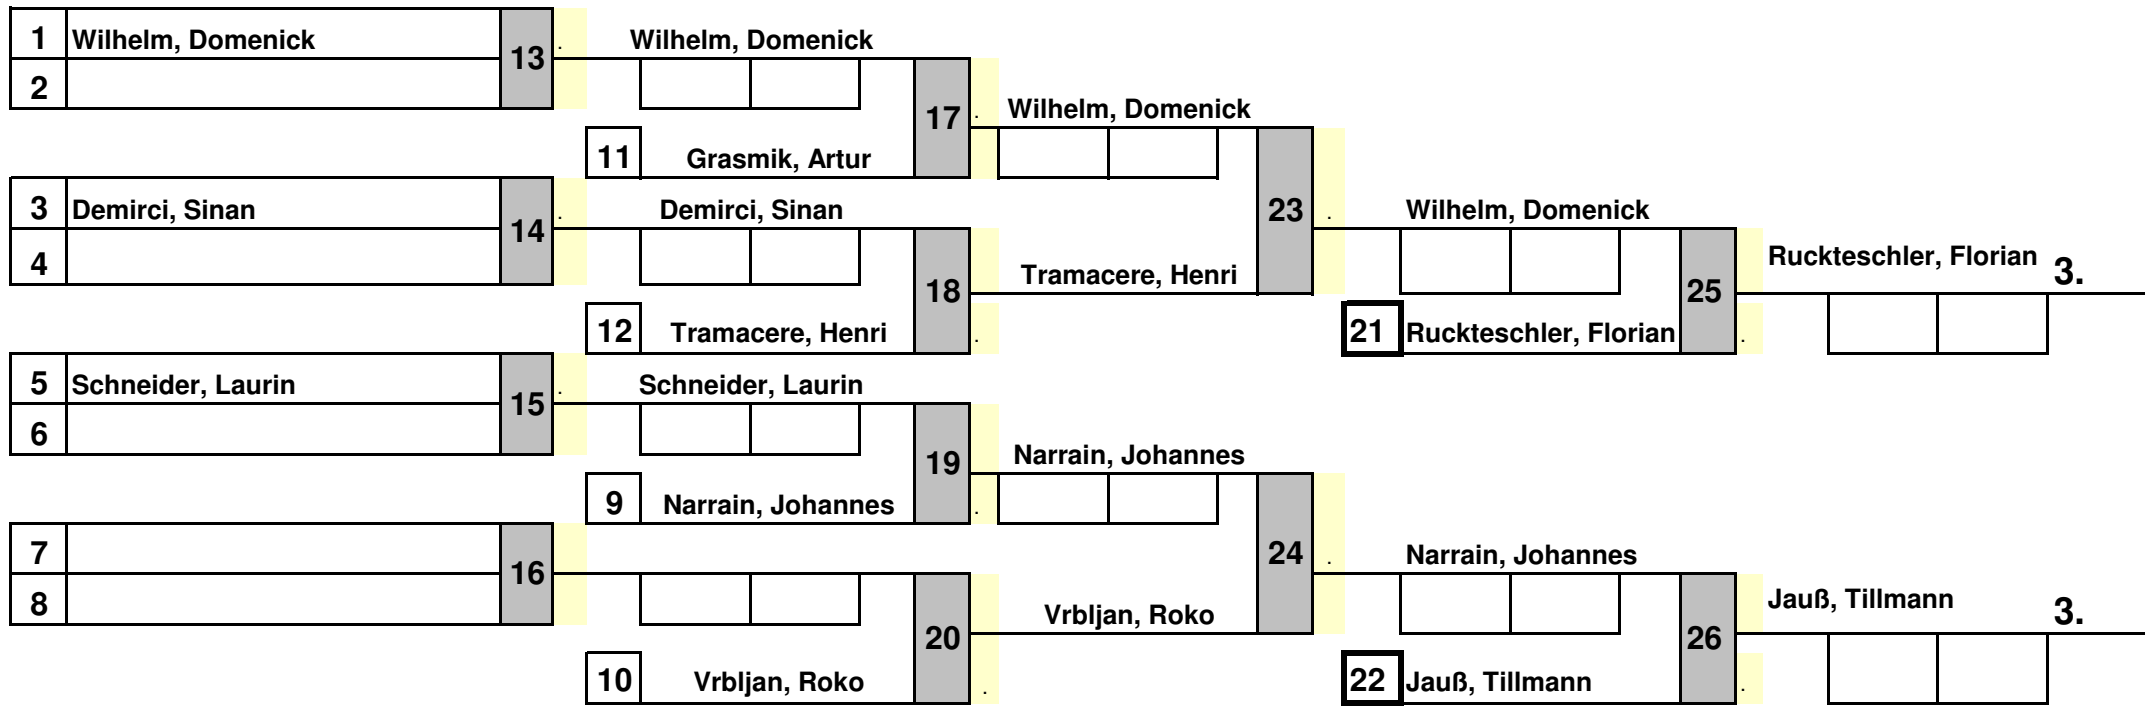 1 Wilhelm, Domenick 13 . Wilhelm, Domenick
2
17 . Wilhelm, Domenick
11 Grasmik, Artur
3 Demirci, Sinan 14 . Demirci, Sinan 23 . Wilhelm, Domenick
4
18 Tramacere, Henri 25 Ruckteschler, Florian 3.
12 Tramacere, Henri . 21 Ruckteschler, Florian .
5 Schneider, Laurin 15 . Schneider, Laurin
6
19 Narrain, Johannes
9 Narrain, Johannes .
7 16 24 . Narrain, Johannes
8
20 Vrbljan, Roko 26 Jauß, Tillmann 3.
10 Vrbljan, Roko . 22 Jauß, Tillmann .